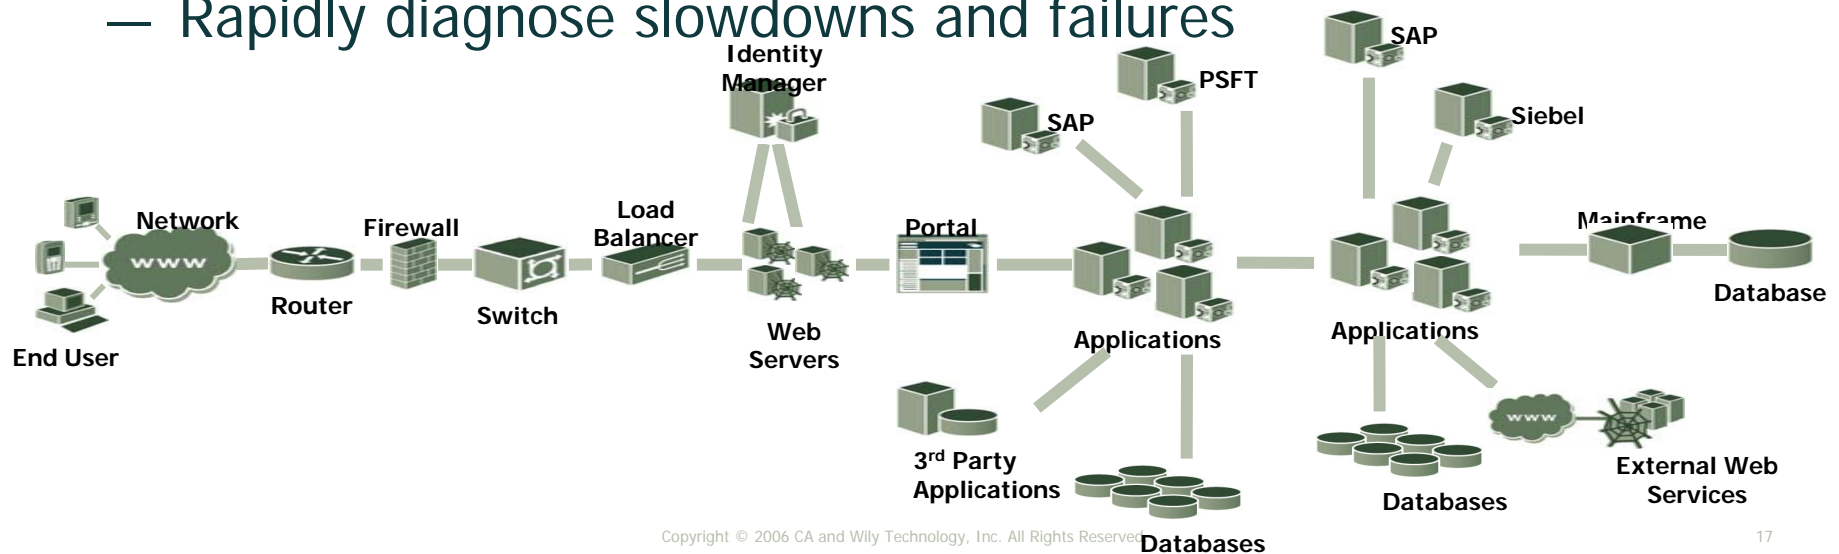 — Rapidly diagnose slowdowns and failures
Identity
Manager
SAP
PSFT
SAP
Siebel
Network
Firewall
Load
Balancer
Portal
Mainframe
www
Router
Switch
Web
Servers
Applications
Applications
Database
End User
www
3rd Party
Applications
Databases
Databases
External Web
Services
Copyright © 2006 CA and Wily Technology, Inc. All Rights Reserved
17